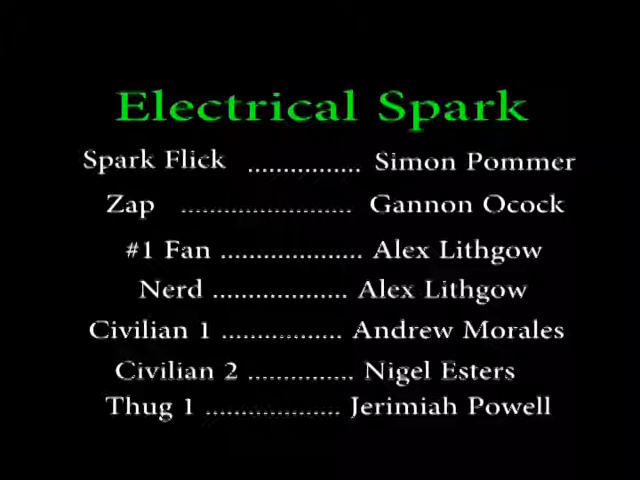 Electrical Spark
Spark Flick ................ Simon Pommer
Zap ........................ Gannon Ocock
#1 Fan .................... Alex Lithgow
Nerd ................... Alex Lithgow
Civilian 1 ................. Andrew Morales
Civilian 2 ............... Nigel Esters
Thug 1 ................... Jerimiah Powell